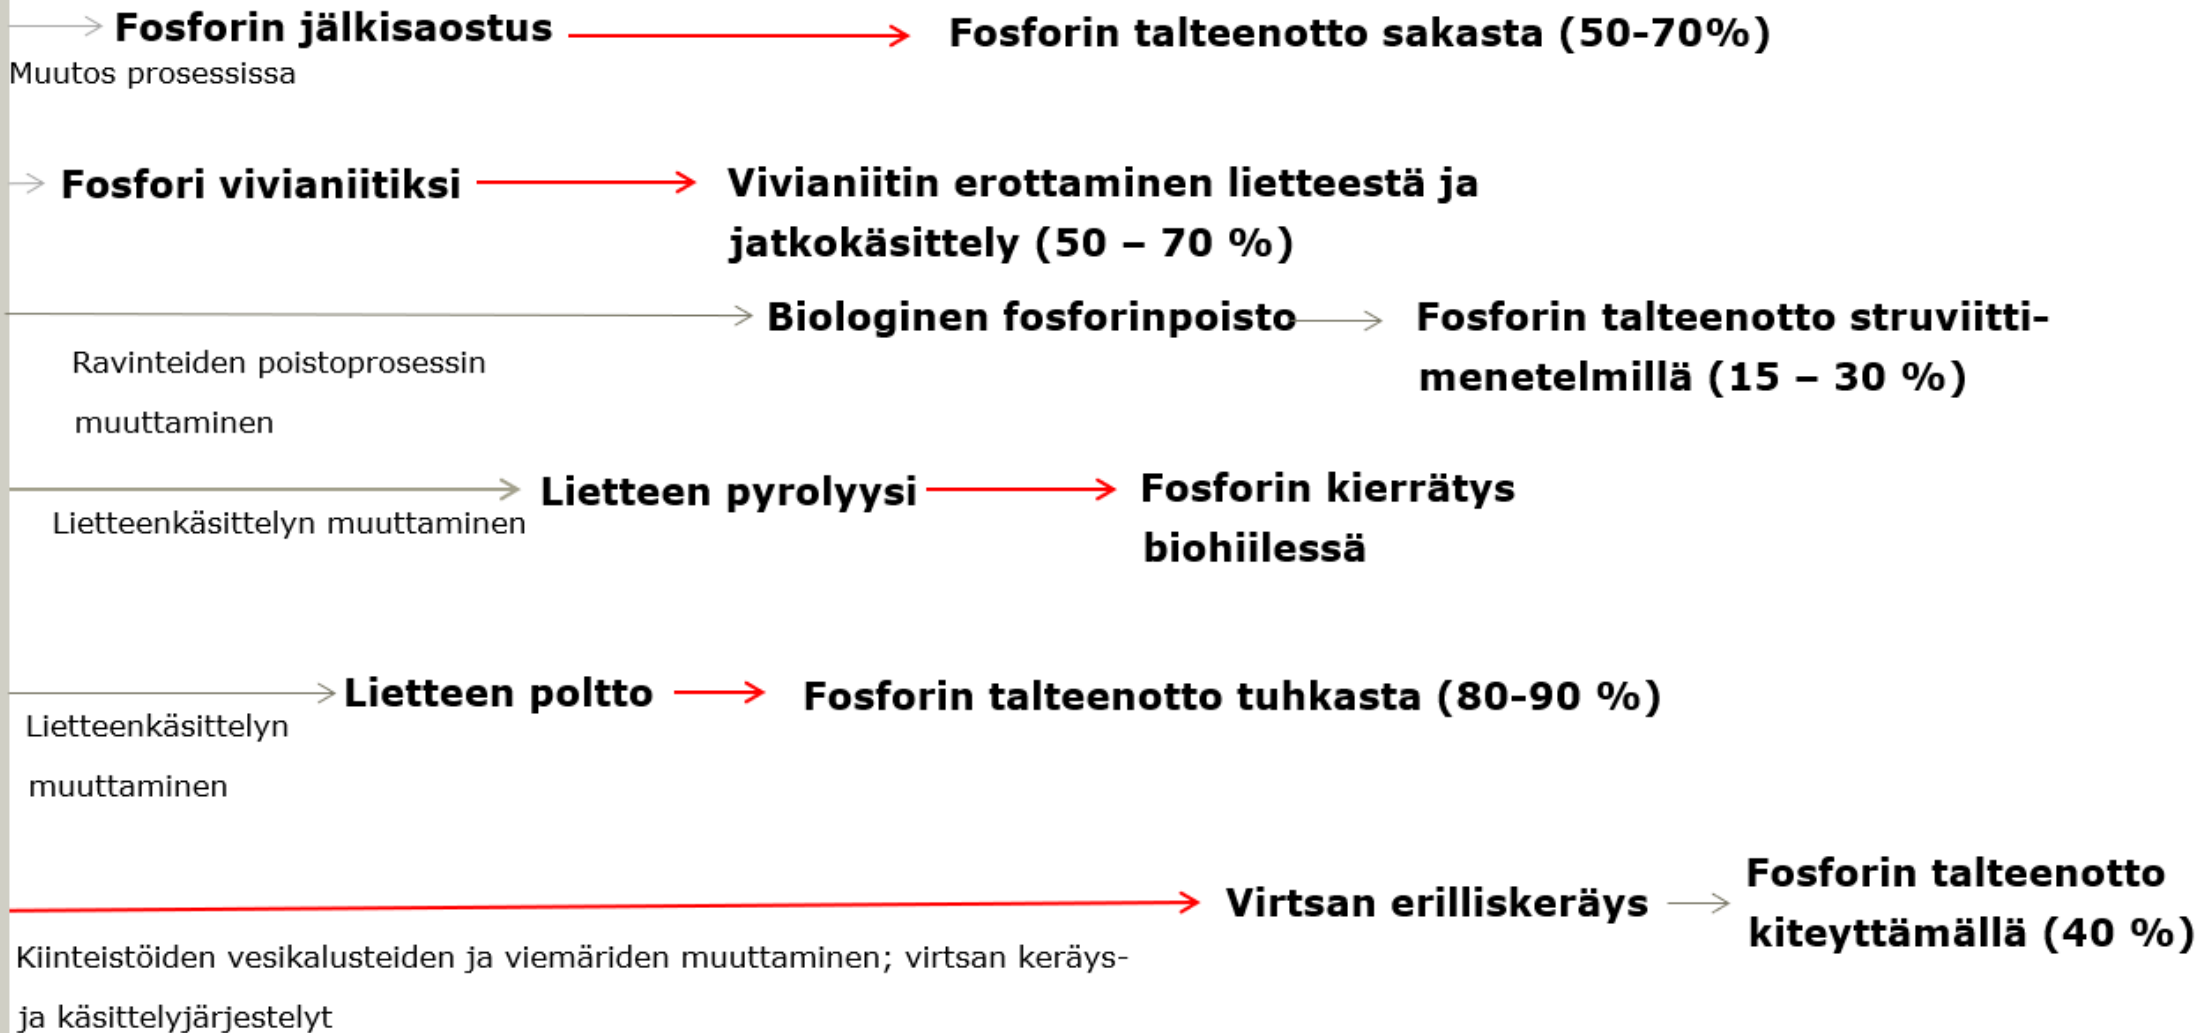 Fosforin jälkisaostus
Fosforin talteenotto sakasta (50-70%)
Muutos prosessissa
Fosfori vivianiitiksi
Vivianiitin erottaminen lietteestä ja
jatkokäsittely (50 – 70 %)
Biologinen fosforinpoisto
Fosforin talteenotto struviitti-
menetelmillä (15 – 30 %)
Ravinteiden poistoprosessin
muuttaminen
Lietteen pyrolyysi
Fosforin kierrätys
biohiilessä
Lietteenkäsittelyn muuttaminen
Lietteen poltto
Fosforin talteenotto tuhkasta (80-90 %)
Lietteenkäsittelyn
muuttaminen
Virtsan erilliskeräys
Fosforin talteenotto
kiteyttämällä (40 %)
Kiinteistöiden vesikalusteiden ja viemäriden muuttaminen; virtsan keräys-
ja käsittelyjärjestelyt